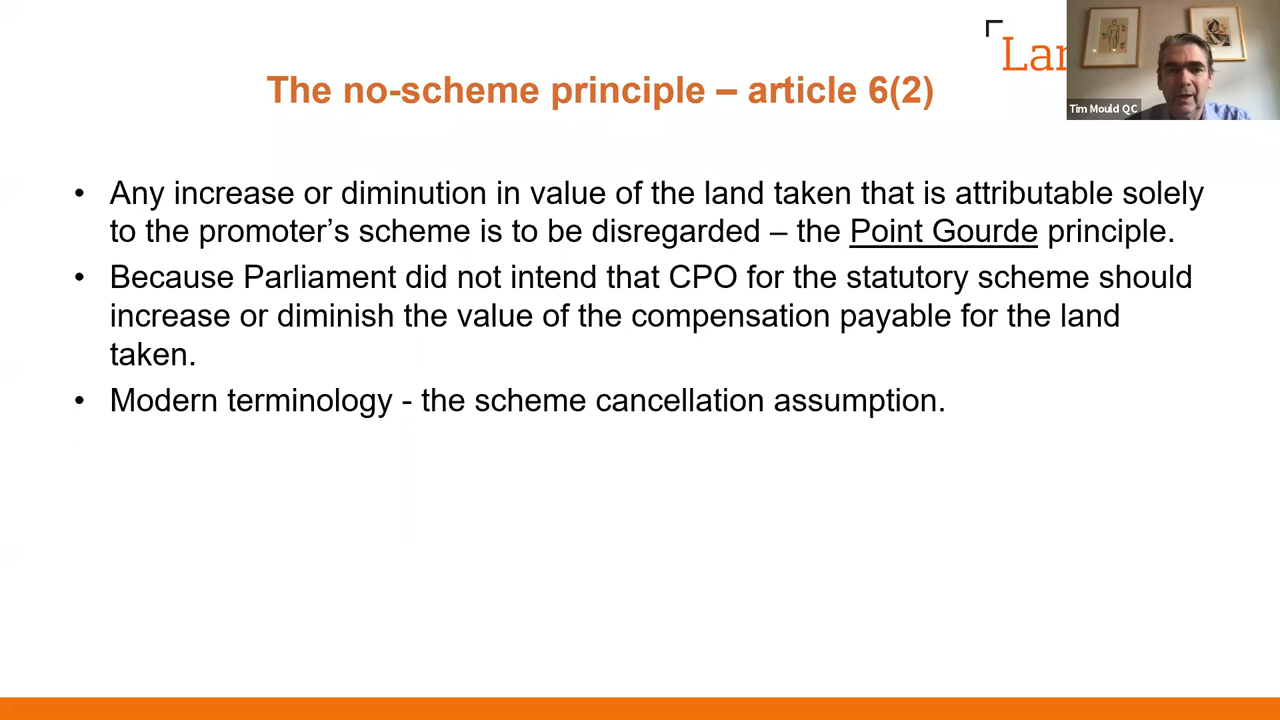 The no-scheme principle – article 6(2)
Tim Mould QC
• Any increase or diminution in value of the land taken that is attributable solely
to the promoter’s scheme is to be disregarded – the Point Gourde principle.
• Because Parliament did not intend that CPO for the statutory scheme should
increase or diminish the value of the compensation payable for the land
taken.
• Modern terminology - the scheme cancellation assumption.